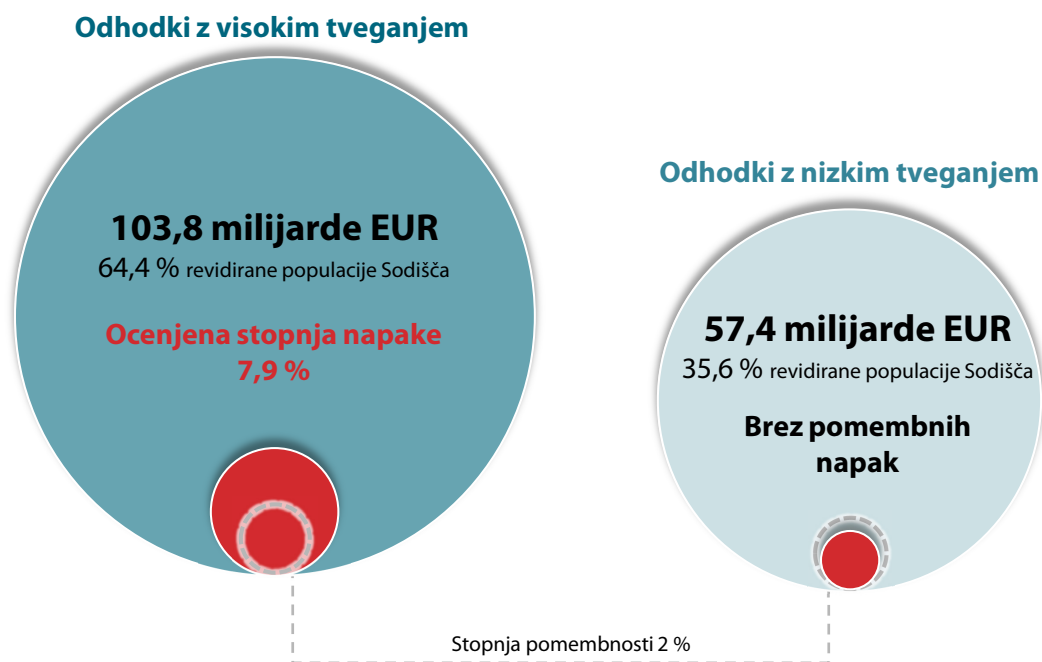 Odhodki z visokim tveganjem
103,8 milijarde EUR
64,4 % revidirane populacije Sodišča
Ocenjena stopnja napake
7,9 %
Odhodki z nizkim tveganjem
57,4 milijarde EUR
35,6 % revidirane populacije Sodišča
Brez pomembnih
napak
Stopnja pomembnosti 2 %